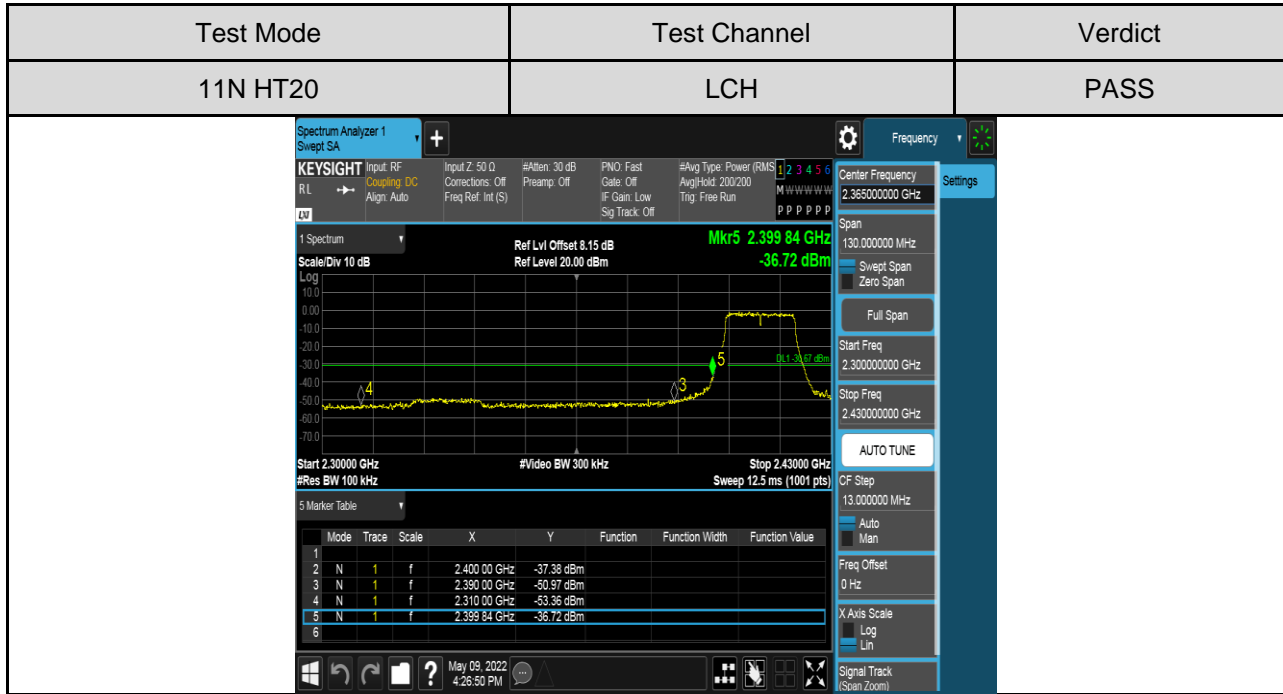 Test Mode Test Channel Verdict
11N HT20 LCH PASS
Spectrum Analyzer 1
Swept SA
+
Frequency
KEYSIGHT
RL
LXI
Input: RF
Coupling: DC
Align: Auto
Input Z: 50 Ω
Corrections: Off
Freq Ref: Int (S)
#Atten: 30 dB
Preamp: Off
PNO: Fast
Gate: Off
IF Gain: Low
Sig Track: Off
#Avg Type: Power (RMS
Avg|Hold: 200/200
Trig: Free Run
1 2 3 4 5 6
M W W W W W
P P P P P P
1 Spectrum
Scale/Div 10 dB
Ref Lvl Offset 8.15 dB
Ref Level 20.00 dBm
Mkr5 2.399 84 GHz
-36.72 dBm
Log
10.0
0.00
-10.0
-20.0
-30.0
-40.0
-50.0
-60.0
-70.0
4
3
5
DL1 -30.67 dBm
Start 2.30000 GHz #Video BW 300 kHz Stop 2.43000 GHz
#Res BW 100 kHz Sweep 12.5 ms (1001 pts)
5 Marker Table
Mode Trace Scale X Y Function Function Width Function Value
1
2 N 1 f 2.400 00 GHz -37.38 dBm
3 N 1 f 2.390 00 GHz -50.97 dBm
4 N 1 f 2.310 00 GHz -53.36 dBm
5 N 1 f 2.399 84 GHz -36.72 dBm
6
?
May 09, 2022
4:26:50 PM
Center Frequency
2.365000000 GHz
Settings
Span
130.000000 MHz
Swept Span
Zero Span
Full Span
Start Freq
2.300000000 GHz
Stop Freq
2.430000000 GHz
AUTO TUNE
CF Step
13.000000 MHz
Auto
Man
Freq Offset
0 Hz
X Axis Scale
Log
Lin
Signal Track
(Span Zoom)